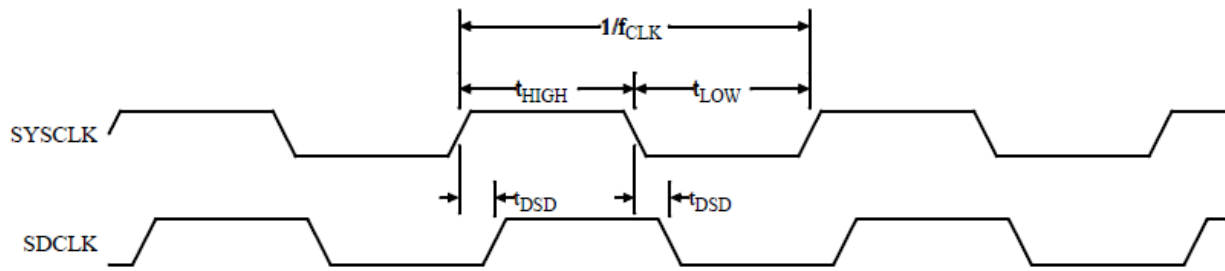 1/fCLK
tHIGH tLOW
SYSCLK
tDSD tDSD
SDCLK